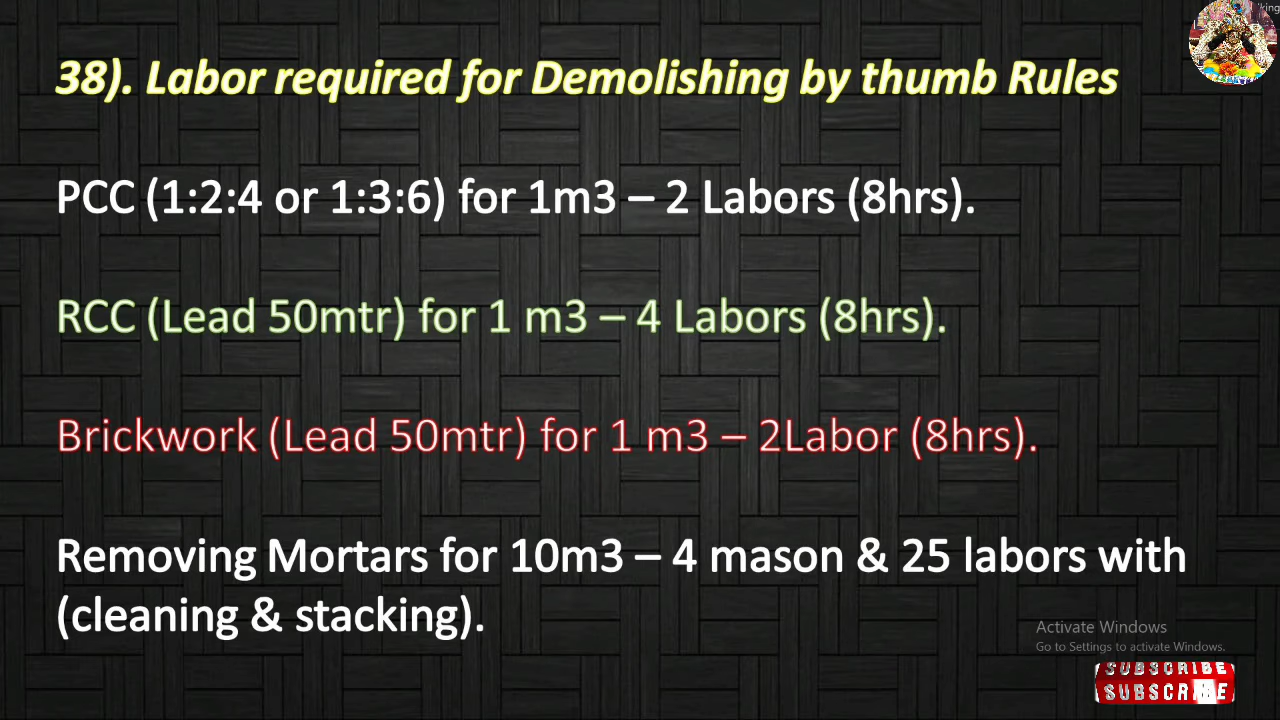 38). Labor required for Demolishing by thumb Rules
PCC (1:2:4 or 1:3:6) for 1m3 – 2 Labors (8hrs).
RCC (Lead 50mtr) for 1 m3 – 4 Labors (8hrs).
Brickwork (Lead 50mtr) for 1 m3 – 2Labor (8hrs).
Removing Mortars for 10m3 – 4 mason & 25 labors with
(cleaning & stacking).
Activate Windows
Go to Settings to activate Windows.
SUBSCRIBE
SUBSCRIBE